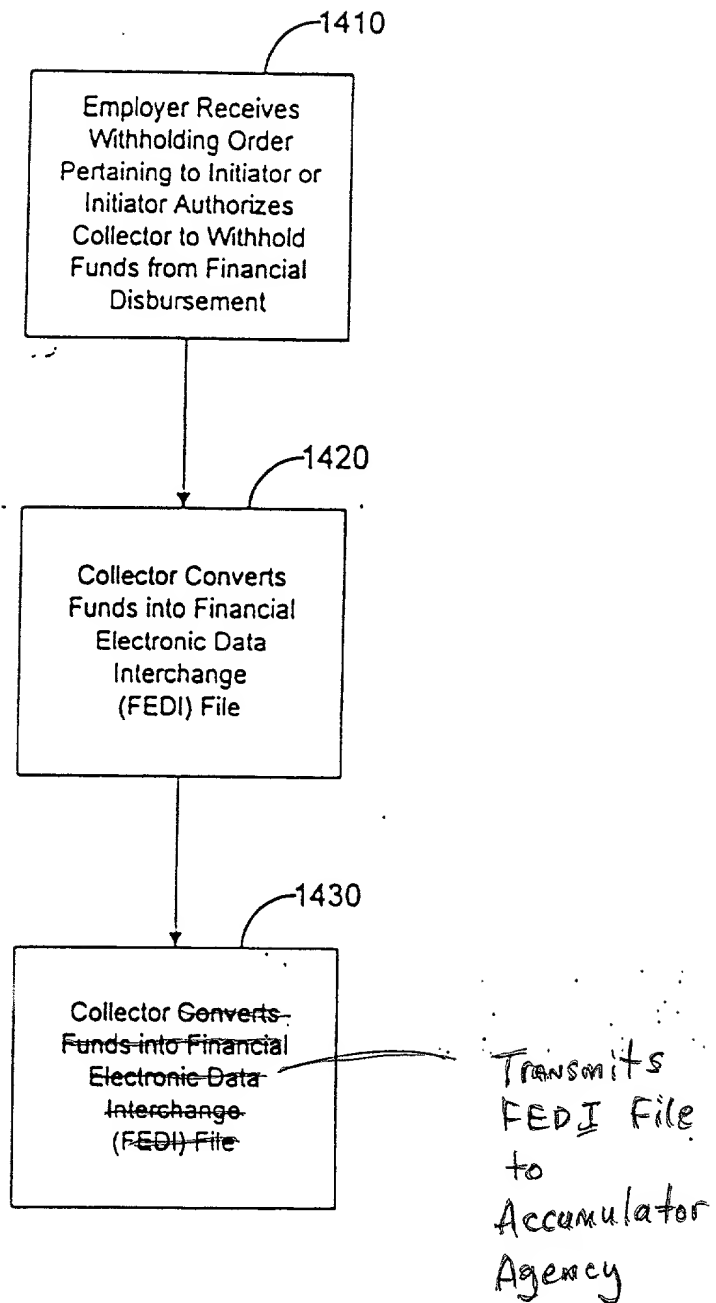 1410
Employer Receives
Withholding Order
Pertaining to Initiator or
Initiator Authorizes
Collector to Withhold
Funds from Financial
Disbursement
1420
Collector Converts
Funds into Financial
Electronic Data
Interchange
(FEDI) File
1430
Collector Converts
Funds into Financial
Electronic Data
Interchange
(FEDI) File
Transmits
FEDI File
to
Accumulator
Agency